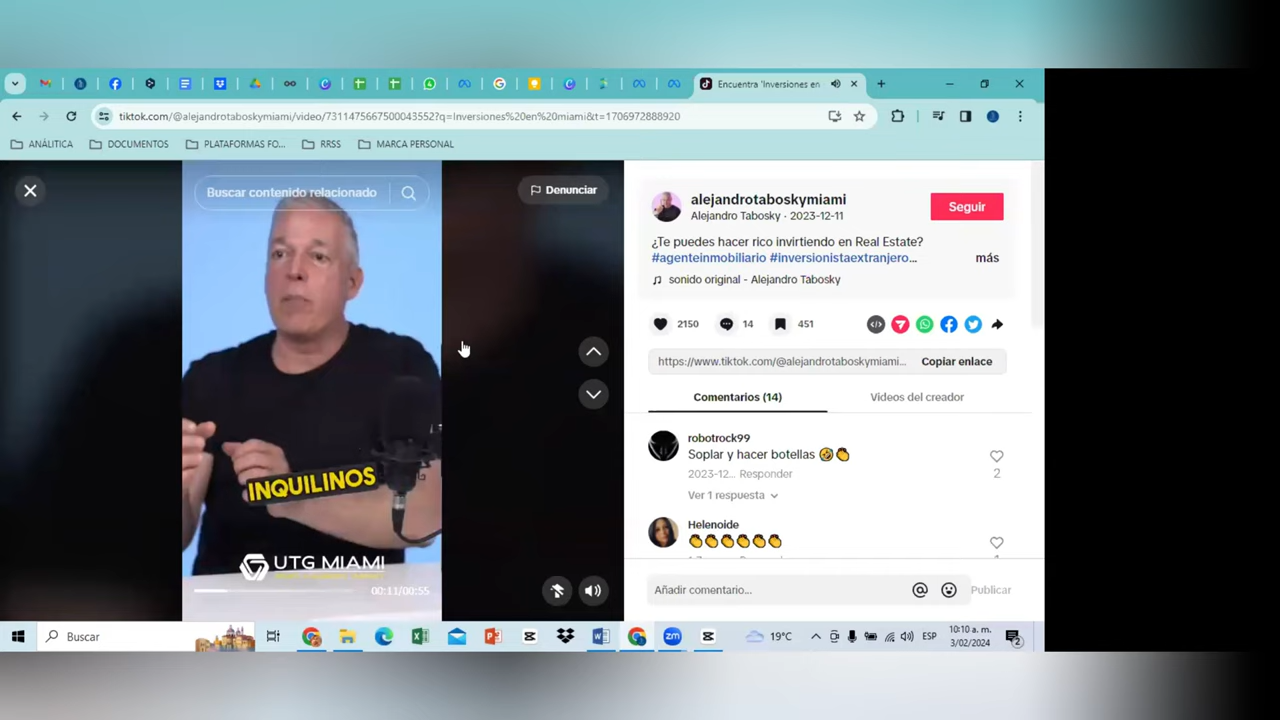 Encuentra 'Inversiones en
tiktok.com/@alejandrotaboskymiami/video/7311475667500043552?q=Inversiones%20en%20miami&t=1706972888920
ANÁLITICA
DOCUMENTOS
PLATAFORMAS FO...
RRSS
MARCA PERSONAL
Buscar contenido relacionado
Denunciar
INQUILINOS
UTG MIAMI
00:11/00:55
alejandrotaboskymiami
Alejandro Tabosky · 2023-12-11
Seguir
¿Te puedes hacer rico invirtiendo en Real Estate?
#agenteinmobiliario #inversionistaextranjero...
más
sonido original - Alejandro Tabosky
2150
14
451
https://www.tiktok.com/@alejandrotaboskymiami...
Copiar enlace
Comentarios (14)
Videos del creador
robotrock99
Soplar y hacer botellas 🤣👏
2023-12... Responder
2
Ver 1 respuesta
Helenoide
👏👏👏👏👏👏
Añadir comentario...
Publicar
Buscar
19°C
ESP
10:10 a. m.
3/02/2024
2